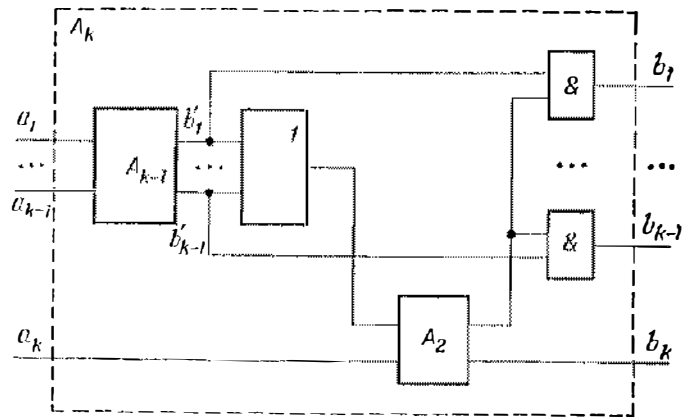 A_k
a_1
...
a_{k-1}
A_{k-1}
b'_1
...
b'_{k-1}
1
&
b_1
...
...
&
b_{k-1}
a_k
A_2
b_k